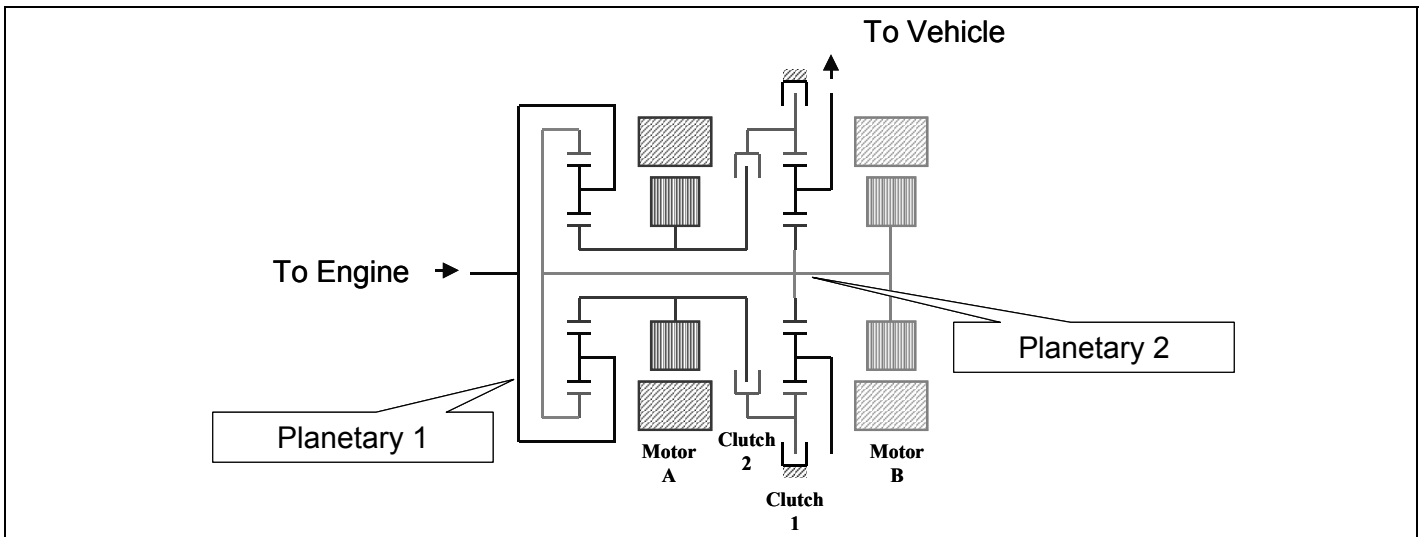 To Vehicle
To Engine
Planetary 2
Planetary 1
Motor
A
Clutch
2
Motor
B
Clutch
1